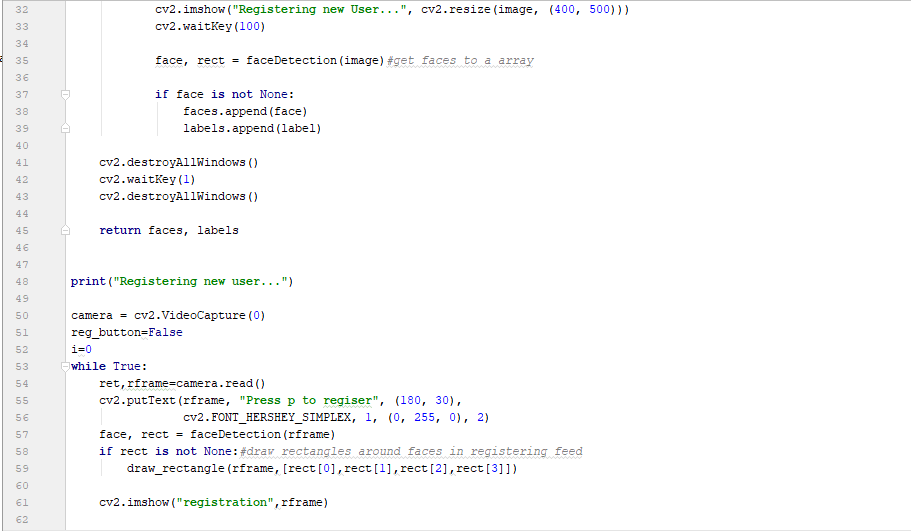 32 cv2.imshow("Registering new User...", cv2.resize(image, (400, 500)))
33 cv2.waitKey(100)
34
35 face, rect = faceDetection(image)#get faces to a array
36
37 if face is not None:
38 faces.append(face)
39 labels.append(label)
40
41 cv2.destroyAllWindows()
42 cv2.waitKey(1)
43 cv2.destroyAllWindows()
44
45 return faces, labels
46
47
48 print("Registering new user...")
49
50 camera = cv2.VideoCapture(0)
51 reg_button=False
52 i=0
53 while True:
54 ret,rframe=camera.read()
55 cv2.putText(rframe, "Press p to regiser", (180, 30),
56 cv2.FONT_HERSHEY_SIMPLEX, 1, (0, 255, 0), 2)
57 face, rect = faceDetection(rframe)
58 if rect is not None:#draw rectangles around faces in registering feed
59 draw_rectangle(rframe,[rect[0],rect[1],rect[2],rect[3]])
60
61 cv2.imshow("registration",rframe)
62